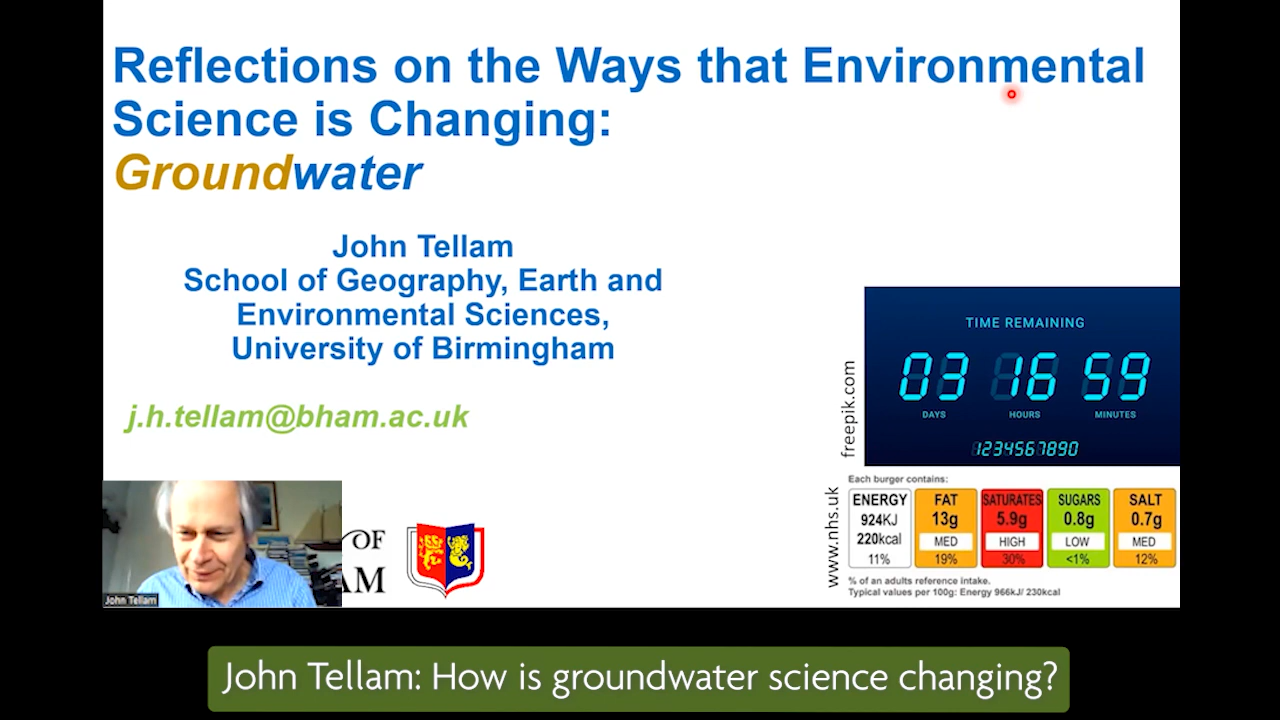 Reflections on the Ways that Environmental
Science is Changing:
Groundwater
John Tellam
School of Geography, Earth and
Environmental Sciences,
University of Birmingham
j.h.tellam@bham.ac.uk
freepik.com
TIME REMAINING
03 16 59
DAYS HOURS MINUTES
1234567890
www.nhs.uk
Each burger contains:
ENERGY FAT SATURATES SUGARS SALT
924KJ 13g 5.9g 0.8g 0.7g
220kcal MED HIGH LOW MED
11% 19% 30% <1% 12%
% of an adults reference intake.
Typical values per 100g: Energy 966kJ/ 230kcal
OF
AM
John Tellam
John Tellam: How is groundwater science changing?